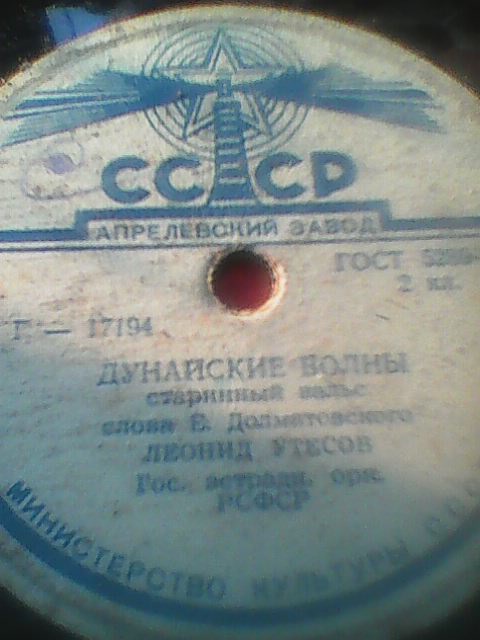 СССР
АПРЕЛЕВСКИЙ ЗАВОД
ГОСТ
2 кл.
Г — 17194
ДУНАЙСКИЕ ВОЛНЫ
старинный вальс
слова Е. Долматовского
ЛЕОНИД УТЕСОВ
Гос. эстрадн. орк.
РСФСР
МИНИСТЕРСТВО КУЛЬТУРЫ